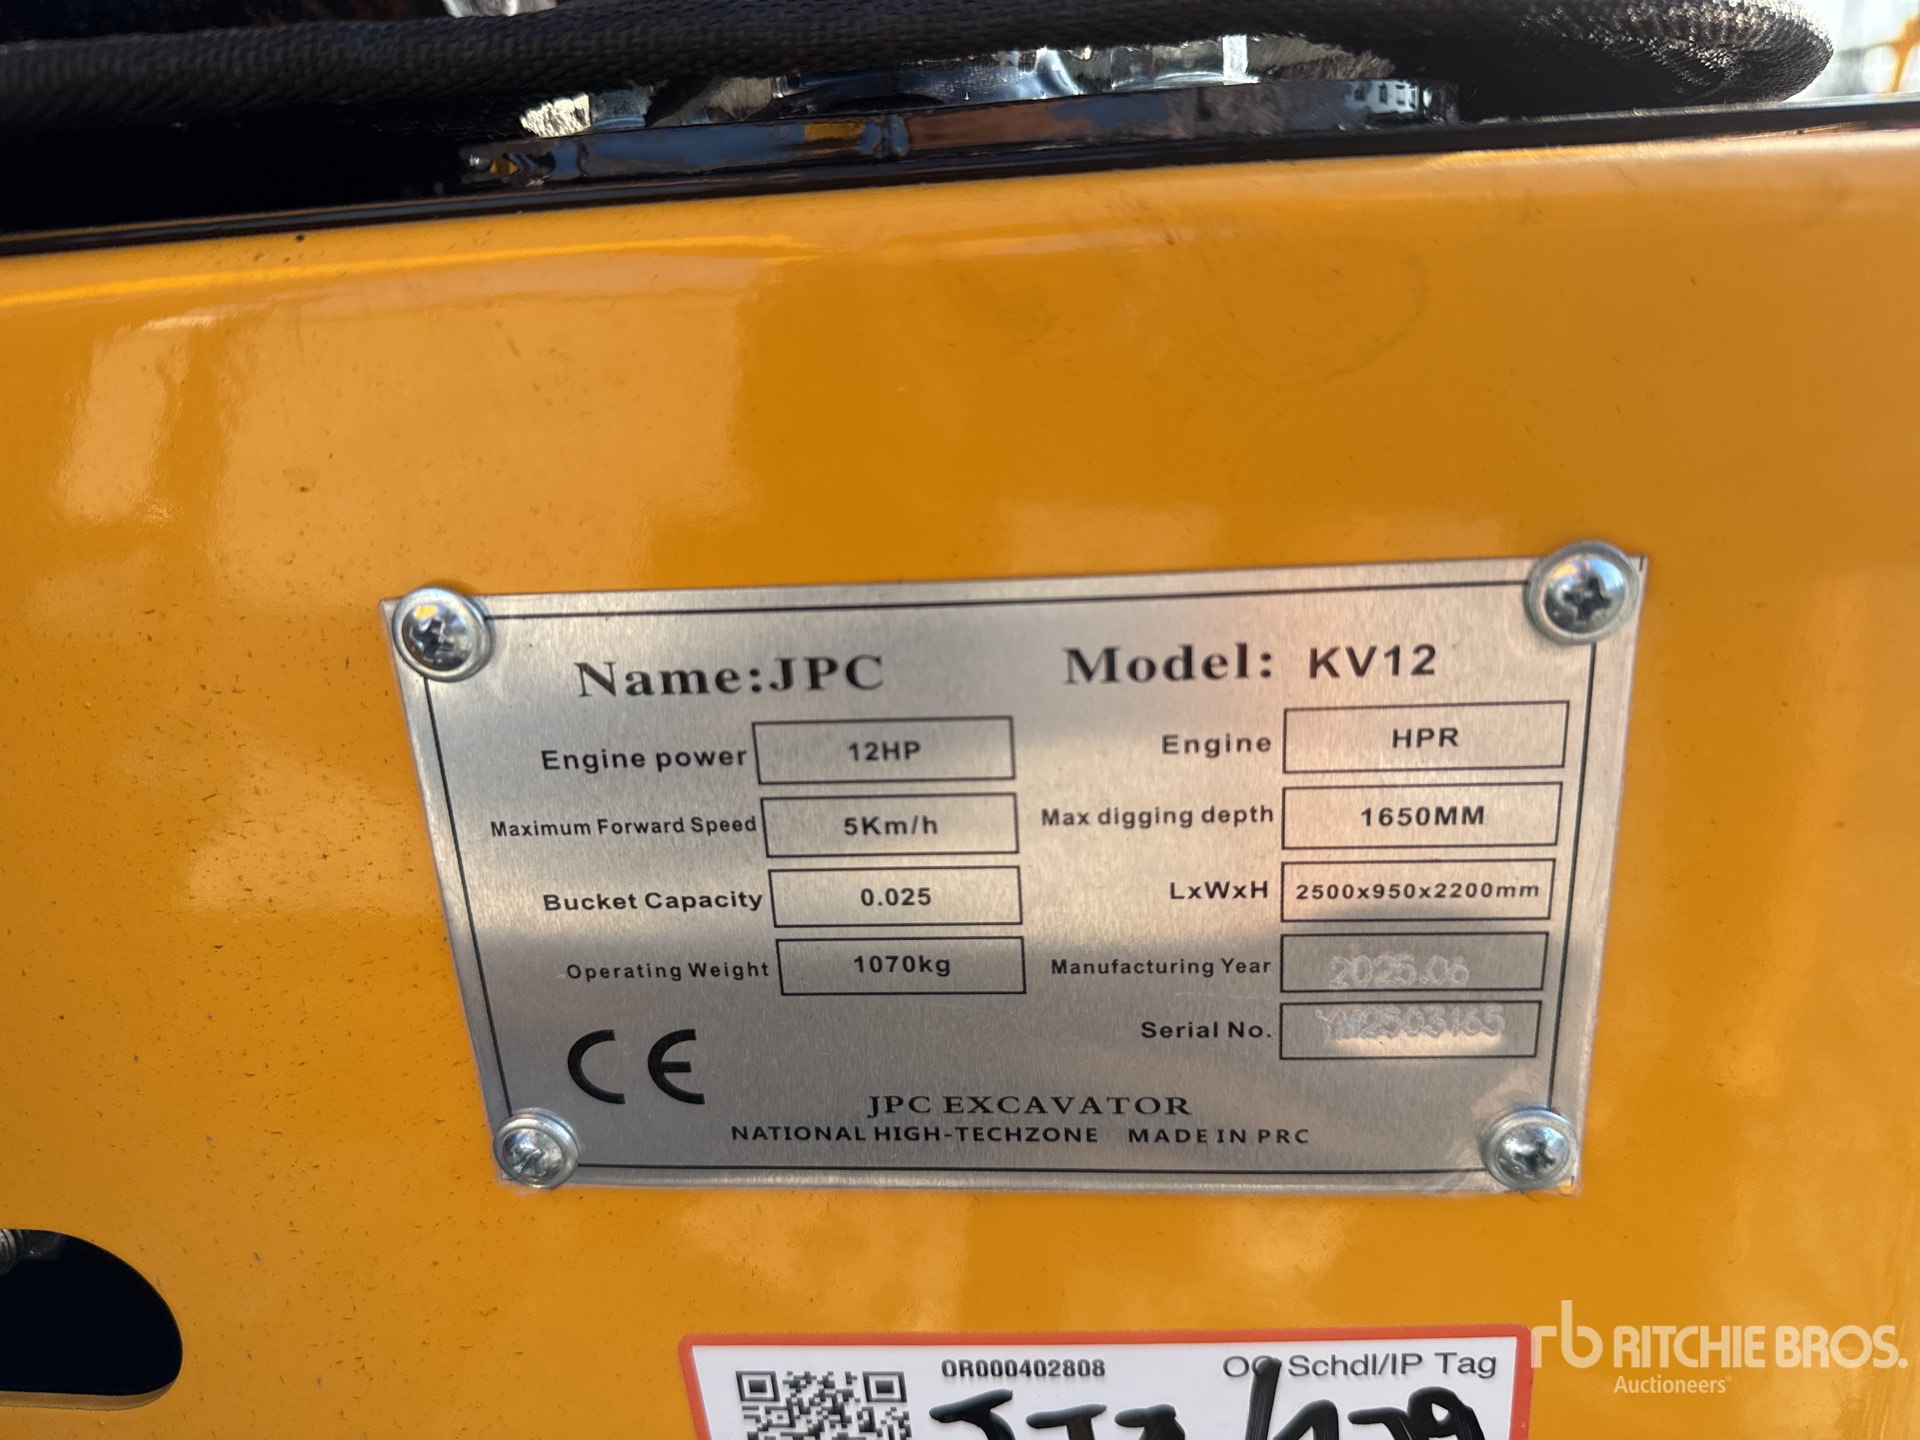 Name:JPC Model: KV12
Engine power 12HP Engine HPR
Maximum Forward Speed 5Km/h Max digging depth 1650MM
Bucket Capacity 0.025 LxWxH 2500x950x2200mm
Operating Weight 1070kg Manufacturing Year 2025.06
Serial No. YM2503165
CE
JPC EXCAVATOR
NATIONAL HIGH-TECHZONE MADE IN PRC
OR000402808 Schdl/IP Tag
rb RITCHIE BROS.
Auctioneers